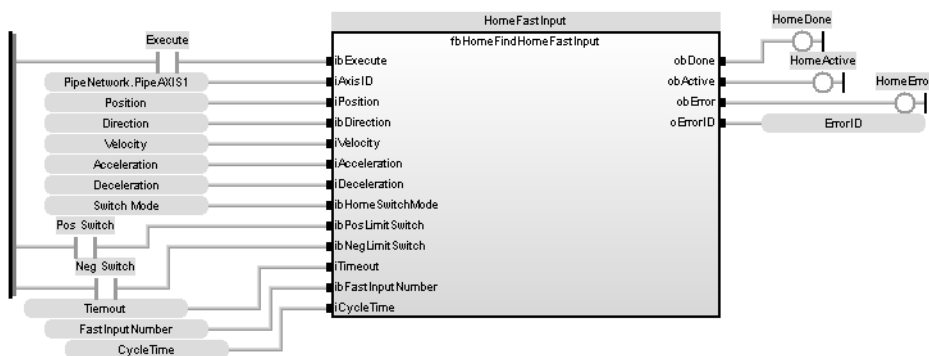 HomeFastInput
HomeDone
Execute
fbHomeFindHomeFastInput
ibExecute
obDone
HomeActive
PipeNetwork.PipeAXIS1
iAxisID
obActive
HomeError
Position
iPosition
obError
Direction
ibDirection
oErrorID
ErrorID
Velocity
iVelocity
Acceleration
iAcceleration
Deceleration
iDeceleration
Switch Mode
ibHomeSwitchMode
Pos Switch
ibPosLimitSwitch
Neg Switch
ibNegLimitSwitch
iTimeout
Tiemout
ibFastInputNumber
FastInputNumber
iCycleTime
CycleTime